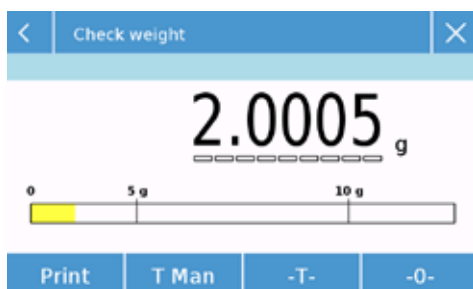 < Check weight ×
2.0005 g
0 5 g 10 g
Print T Man -T- -0-